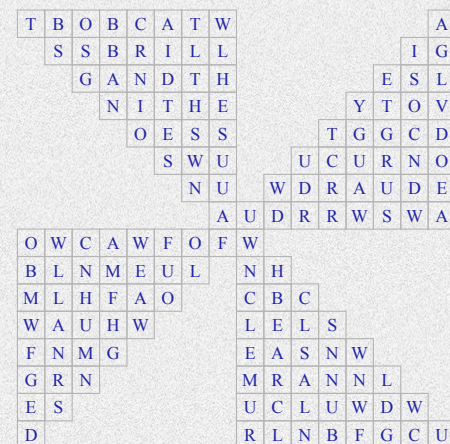 T B O B C A T W A
S S B R I L L I G
G A N D T H E S L
N I T H E Y T O V
O E S S T G G C D
S W U U C U R N O
N U W D R A U D E
A U D R R W S W A
O W C A W F O F W
B L N M E U L N H
M L H F A O C B C
W A U H W L E L S
F N M G E A S N W
G R N M R A N N L
E S U C L U W D W
D R L N B F G C U